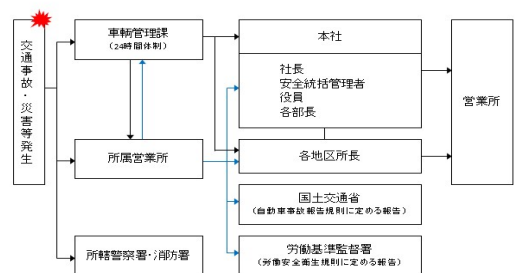 交通事故・災害等発生
車輌管理課
（24時間体制）
所属営業所
所轄警察署・消防署
本社
社長
安全統括管理者
役員
各部長
各地区所長
国土交通省
（自動車事故報告規則に定める報告）
労働基準監督署
（労働安全衛生規則に定める報告）
営業所